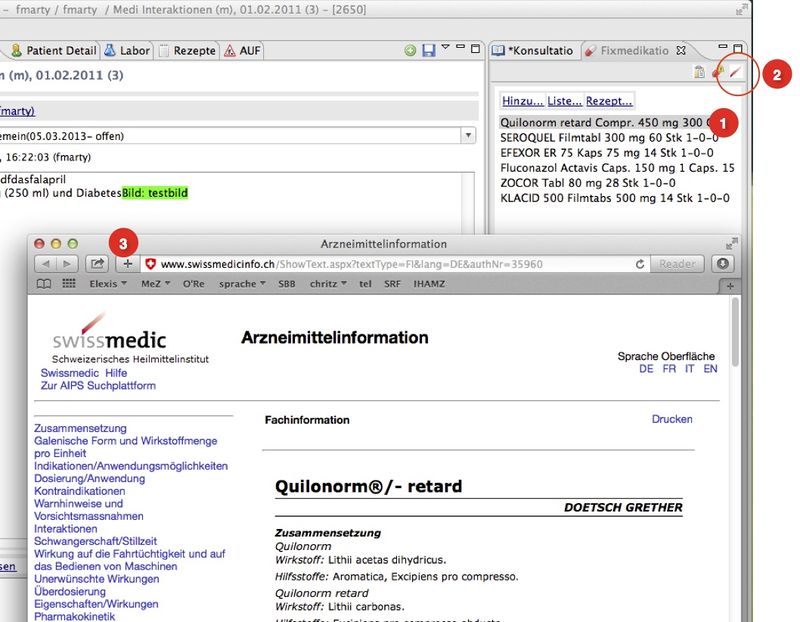 – fmarty / fmarty / Medi Interaktionen (m), 01.02.2011 (3) - [2650]
Patient Detail
Labor
Rezepte
AUF
*Konsultatio
Fixmedikatio
n (m), 01.02.2011 (3)
2
fmarty)
Hinzu... Liste... Rezept...
Quilonorm retard Compr. 450 mg 300
1
emein(05.03.2013- offen)
SEROQUEL Filmtabl 300 mg 60 Stk 1-0-0
EFEXOR ER 75 Kaps 75 mg 14 Stk 1-0-0
, 16:22:03 (fmarty)
Fluconazol Actavis Caps. 150 mg 1 Caps. 15
dfdasfalapril
ZOCOR Tabl 80 mg 28 Stk 1-0-0
(250 ml) und DiabetesBild: testbild
KLACID 500 Filmtabs 500 mg 14 Stk 1-0-0
3
Arzneimittelinformation
www.swissmedicinfo.ch/ShowText.aspx?textType=FI&lang=DE&authNr=35960
Reader
Elexis MeZ O'Re sprache SBB chritz tel SRF IHAMZ
swissmedic
Schweizerisches Heilmittelinstitut
Arzneimittelinformation
Swissmedic Hilfe
Zur AIPS Suchplattform
Sprache Oberfläche
DE FR IT EN
Zusammensetzung
Galenische Form und Wirkstoffmenge
pro Einheit
Indikationen/Anwendungsmöglichkeiten
Dosierung/Anwendung
Kontraindikationen
Warnhinweise und
Vorsichtsmassnahmen
Interaktionen
Schwangerschaft/Stillzeit
Wirkung auf die Fahrtüchtigkeit und auf
das Bedienen von Maschinen
Unerwünschte Wirkungen
Überdosierung
Eigenschaften/Wirkungen
Pharmakokinetik
sen
Fachinformation
Drucken
Quilonorm®/- retard
DOETSCH GRETHER
Zusammensetzung
Quilonorm
Wirkstoff: Lithii acetas dihydricus.
Hilfsstoffe: Aromatica, Excipiens pro compresso.
Quilonorm retard
Wirkstoff: Lithii carbonas.
Hilfsstoffe: Excipiens pro compresso obducto.